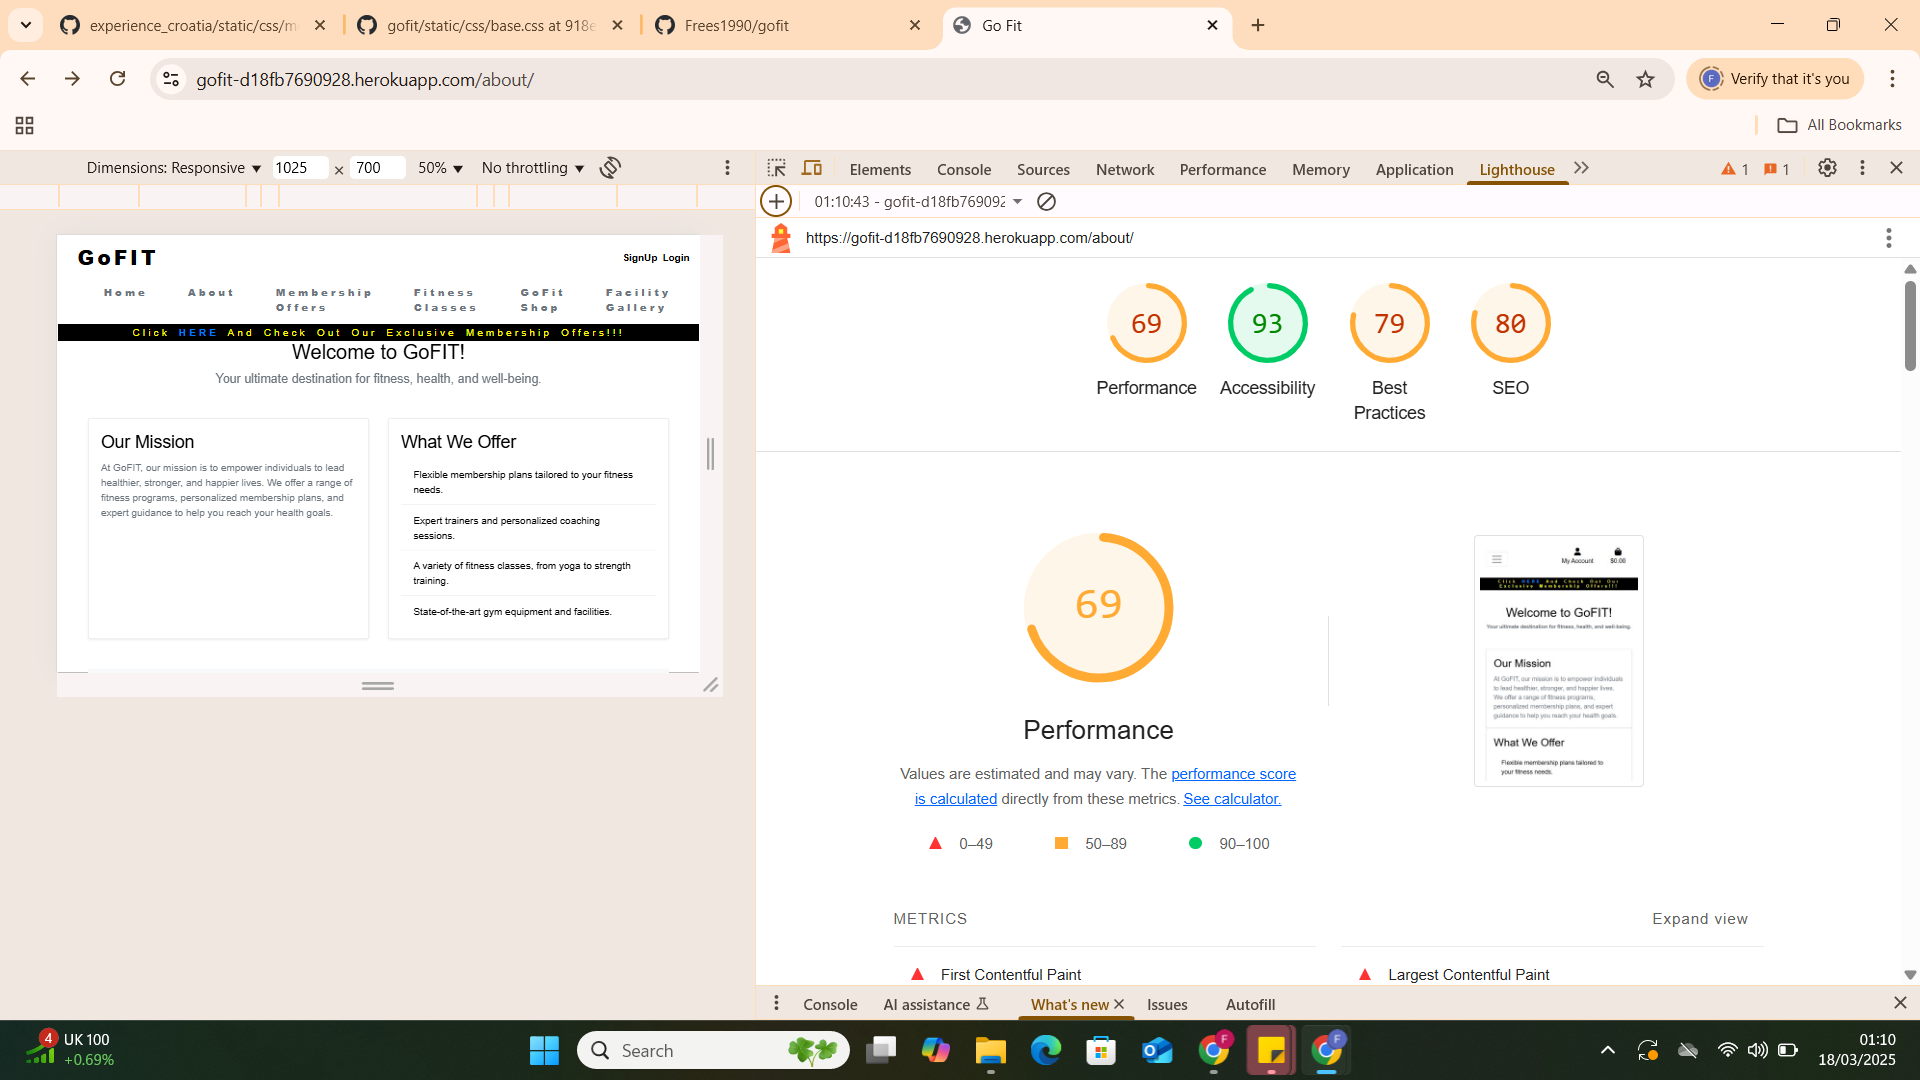 experience_croatia/static/css/m
gofit/static/css/base.css at 918e
Frees1990/gofit
Go Fit
gofit-d18fb7690928.herokuapp.com/about/
Verify that it's you
All Bookmarks
Dimensions: Responsive
1025 × 700
50%
No throttling
GoFIT
SignUp Login
Home
About
Membership Offers
Fitness Classes
GoFit Shop
Facility Gallery
Click HERE And Check Out Our Exclusive Membership Offers!!!
Welcome to GoFIT!
Your ultimate destination for fitness, health, and well-being.
Our Mission
At GoFIT, our mission is to empower individuals to lead
healthier, stronger, and happier lives. We offer a range of
fitness programs, personalized membership plans, and
expert guidance to help you reach your health goals.
What We Offer
Flexible membership plans tailored to your fitness
needs.
Expert trainers and personalized coaching
sessions.
A variety of fitness classes, from yoga to strength
training.
State-of-the-art gym equipment and facilities.
Elements
Console
Sources
Network
Performance
Memory
Application
Lighthouse
1
1
01:10:43 - gofit-d18fb769092
https://gofit-d18fb7690928.herokuapp.com/about/
69
Performance
93
Accessibility
79
Best
Practices
80
SEO
69
Performance
Values are estimated and may vary. The performance score
is calculated directly from these metrics. See calculator.
0–49
50–89
90–100
My Account
$0.00
Click HERE And Check Out Our
Exclusive Membership Offers!!!
Welcome to GoFIT!
Your ultimate destination for fitness, health, and well-being.
Our Mission
At GoFIT, our mission is to empower individuals
to lead healthier, stronger, and happier lives.
We offer a range of fitness programs,
personalized membership plans, and expert
guidance to help you reach your health goals.
What We Offer
Flexible membership plans tailored to
your fitness needs.
METRICS
Expand view
First Contentful Paint
Largest Contentful Paint
Console
AI assistance
What's new
Issues
Autofill
4
UK 100
+0.69%
Search
01:10
18/03/2025